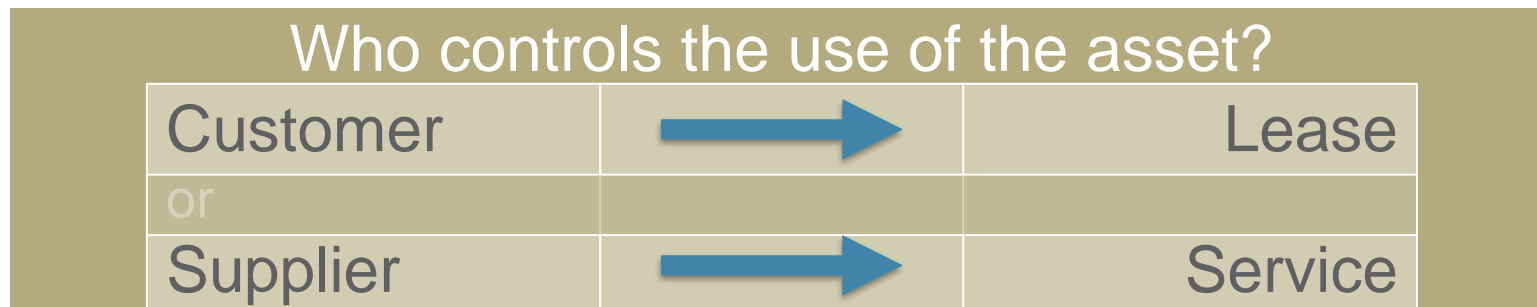 Who controls the use of the asset?
Customer Lease
or
Supplier Service